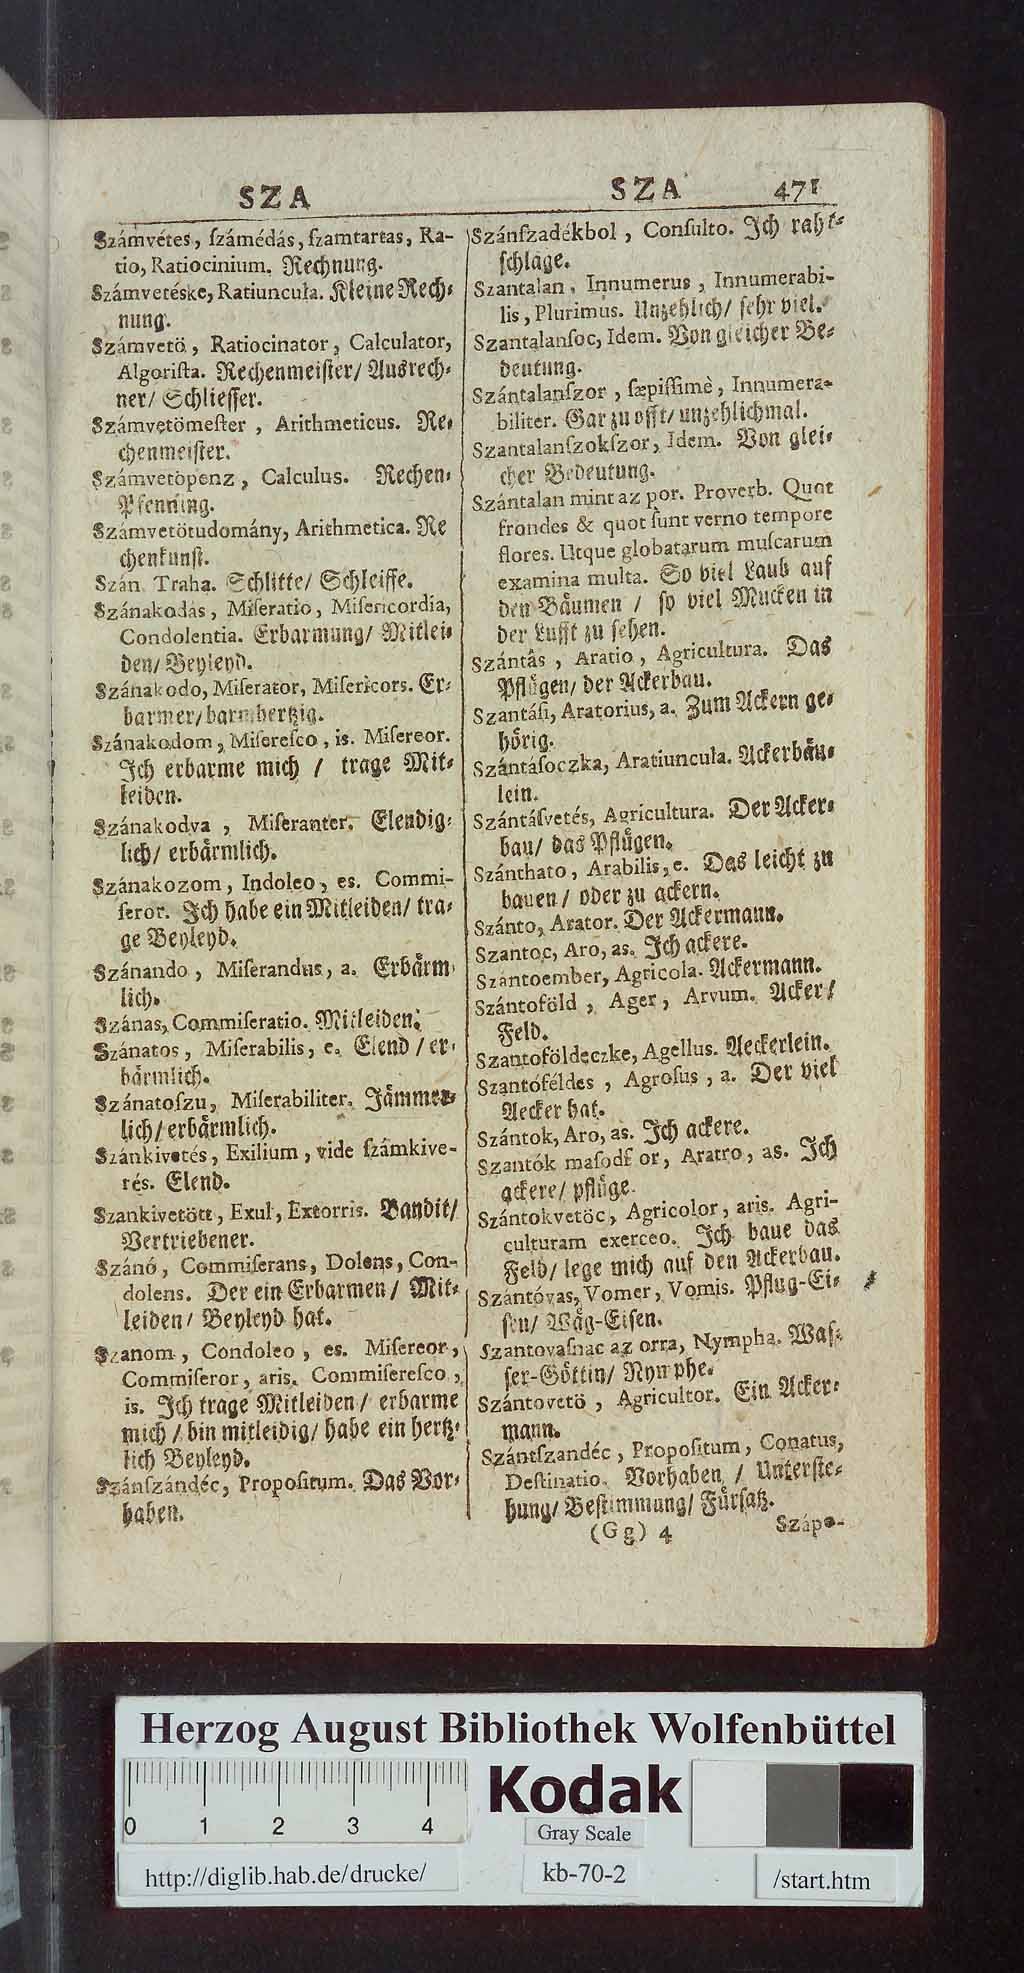 SZA
Számvétes, ſzámédás, ſzamtartas, Ra-
tio, Ratiocinium. Rechnung.
Számvetéske, Ratiuncula. Kleine Rech-
nung.
Számvetö, Ratiocinator, Calculator,
Algoriſta. Rechenmeiſter/ Ausrech-
ner/ Schlieſſer.
Számvetömeſter, Arithmeticus. Re-
chenmeiſter.
Számvetöpenz, Calculus. Rechen-
Pfenning.
Számvetötudomány, Arithmetica. Re
chenkunſt.
Szán, Traha. Schlitte/ Schleiffe.
Szánakodás, Miſeratio, Miſericordia,
Condolentia. Erbarmung/ Mitlei-
den/ Beyleyd.
Szánakodo, Miſerator, Miſericors. Er-
barmer/ barmhertzig.
Szánakodom, Miſereſco, is. Miſereor.
Ich erbarme mich / trage Mit-
leiden.
Szánakodva, Miſeranter. Elendig-
lich/ erbärmlich.
Szánakozom, Indoleo, es. Commi-
ſeror. Ich habe ein Mitleiden/ tra-
ge Beyleyd.
Szánando, Miſerandus, a. Erbärm
lich.
Szánas, Commiſeratio. Mitleiden.
Szánatos, Miſerabilis, e. Elend / er-
bärmlich.
Szánatoſzu, Miſerabiliter. Jämmer-
lich/ erbärmlich.
Szánkivetés, Exilium, vide ſzámkive-
rés. Elend.
Szankivetött, Exul, Extorris. Bandit/
Vertriebener.
Szánó, Commiſerans, Dolens, Con-
dolens. Der ein Erbarmen/ Mit-
leiden/ Beyleyd hat.
Szanom, Condoleo, es. Miſereor,
Commiſeror, aris. Commiſereſco,
is. Ich trage Mitleiden/ erbarme
mich / bin mitleidig/ habe ein hertz-
lich Beyleyd.
Szánſzándéc, Propoſitum. Das Vor-
haben.
SZA 471
Szánſzadékbol, Conſulto. Ich raht-
ſchlage.
Szantalan, Innumerus, Innumerabi-
lis, Plurimus. Unzehlich/ ſehr viel.
Szantalanſoc, Idem. Von gleicher Be-
deutung.
Szántalanſzor, ſæpiſſimè, Innumera-
biliter. Gar zu offt/ unzehlichmal.
Szantalanſzokſzor, Idem. Von glei-
cher Bedeutung.
Szántalan mint az por. Proverb. Quot
frondes & quot ſunt verno tempore
flores. Utque globatarum muſcarum
examina multa. So viel Laub auf
den Bäumen / ſo viel Mucken in
der Lufft zu ſehen.
Szántâs, Aratio, Agricultura. Das
Pflügen/ der Ackerbau.
Szantáſi, Aratorius, a. Zum Ackern ge-
hörig.
Szántáſoczka, Aratiuncula. Ackerbäu-
lein.
Szántáſvetés, Agricultura. Der Acker-
bau/ das Pflügen.
Szánthato, Arabilis, e. Das leicht zu
bauen/ oder zu ackern.
Szánto, Arator. Der Ackermann.
Szantoc, Aro, as. Ich ackere.
Szántoember, Agricola. Ackermann.
Szántoföld, Ager, Arvum. Acker/
Feld.
Szantoföldeczke, Agellus. Aeckerlein.
Szantóféldes, Agroſus, a. Der viel
Aecker hat.
Szántok, Aro, as. Ich ackere.
Szantók maſodſ or, Aratro, as. Ich
ackere/ pflüge.
Szántokvetöc, Agricolor, aris. Agri-
culturam exerceo. Ich baue das
Feld/ lege mich auf den Ackerbau.
Szántóvas, Vomer, Vomis. Pflug-Ei-
ſen/ Wäg-Eiſen.
Szantovaſnac az orra, Nympha. Waſ-
ſer-Göttin/ Nymphe.
Szántovetö, Agricultor. Ein Acker-
mann.
Szántſzandéc, Propoſitum, Conatus,
Deſtinatio. Vorhaben / Unterſte-
hung/ Beſtimmung/ Fürſatz.
(Gg) 4 Szápo-
Herzog August Bibliothek Wolfenbüttel
0 1 2 3 4
Kodak
Gray Scale
http://diglib.hab.de/drucke/
kb-70-2
/start.htm